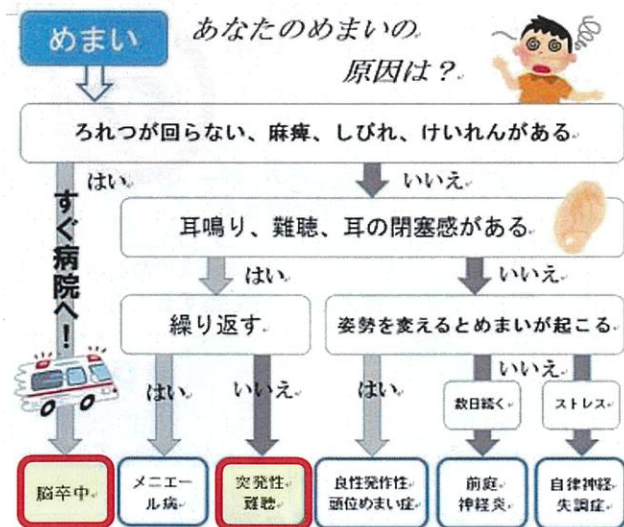 めまい
あなたのめまいの
原因は？
ろれつが回らない、麻痺、しびれ、けいれんがある
はい
いいえ
すぐ病院へ！
耳鳴り、難聴、耳の閉塞感がある
はい
いいえ
繰り返す
姿勢を変えるとめまいが起こる
はい
いいえ
はい
いいえ
数日続く
ストレス
脳卒中
メニエー
ル病
突発性
難聴
良性発作性
頭位めまい症
前庭
神経炎
自律神経
失調症